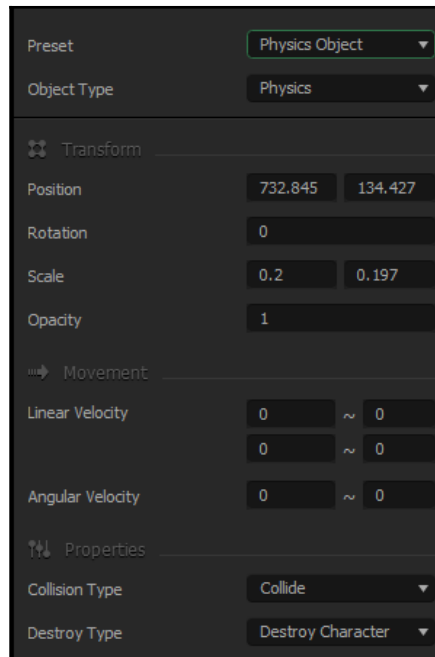 Preset Physics Object
Object Type Physics
Transform
Position 732.845 134.427
Rotation 0
Scale 0.2 0.197
Opacity 1
Movement
Linear Velocity 0 ~ 0
0 ~ 0
Angular Velocity 0 ~ 0
Properties
Collision Type Collide
Destroy Type Destroy Character